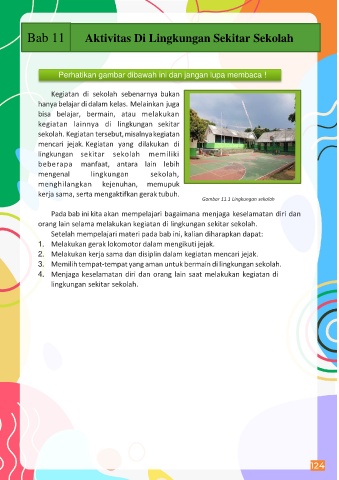 Bab 11 Aktivitas Di Lingkungan Sekitar Sekolah
Perhatikan gambar dibawah ini dan jangan lupa membaca !
Kegiatan di sekolah sebenarnya bukan
hanya belajar di dalam kelas. Melainkan juga
bisa belajar, bermain, atau melakukan
kegiatan lainnya di lingkungan sekitar
sekolah. Kegiatan tersebut, misalnya kegiatan
mencari jejak. Kegiatan yang dilakukan di
lingkungan sekitar sekolah memiliki
beberapa manfaat, antara lain lebih
mengenal lingkungan sekolah,
menghilangkan kejenuhan, memupuk
kerja sama, serta mengaktifkan gerak tubuh.
Gambar 11.1 Lingkungan sekolah
Pada bab ini kita akan mempelajari bagaimana menjaga keselamatan diri dan
orang lain selama melakukan kegiatan di lingkungan sekitar sekolah.
Setelah mempelajari materi pada bab ini, kalian diharapkan dapat:
1. Melakukan gerak lokomotor dalam mengikuti jejak.
2. Melakukan kerja sama dan disiplin dalam kegiatan mencari jejak.
3. Memilih tempat-tempat yang aman untuk bermain di lingkungan sekolah.
4. Menjaga keselamatan diri dan orang lain saat melakukan kegiatan di
lingkungan sekitar sekolah.
124